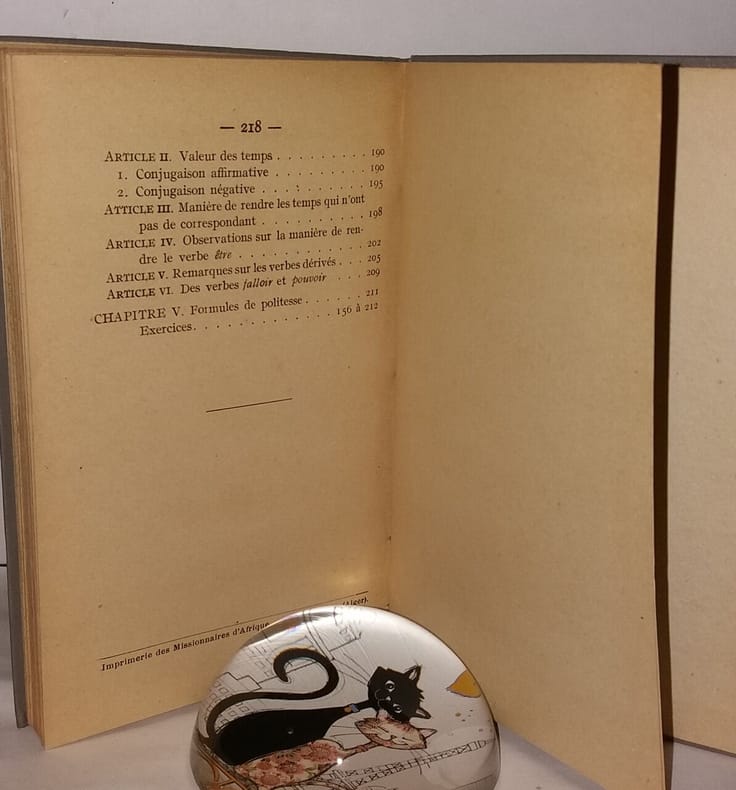 — 218 —
ARTICLE II. Valeur des temps . . . . . . . . . 190
1. Conjugaison affirmative . . . . . . . . . 190
2. Conjugaison négative . . . . . . . . . . 195
ATTICLE III. Manière de rendre les temps qui n'ont
pas de correspondant . . . . . . . . . 198
ARTICLE IV. Observations sur la manière de ren-
dre le verbe être . . . . . . . . . . . 202
ARTICLE V. Remarques sur les verbes dérivés . . . 205
ARTICLE VI. Des verbes falloir et pouvoir . . . 209
CHAPITRE V. Formules de politesse . . . . . . 211
Exercices. . . . . . . . . . . . . 156 à 212
Imprimerie des Missionnaires d'Afrique (Alger).